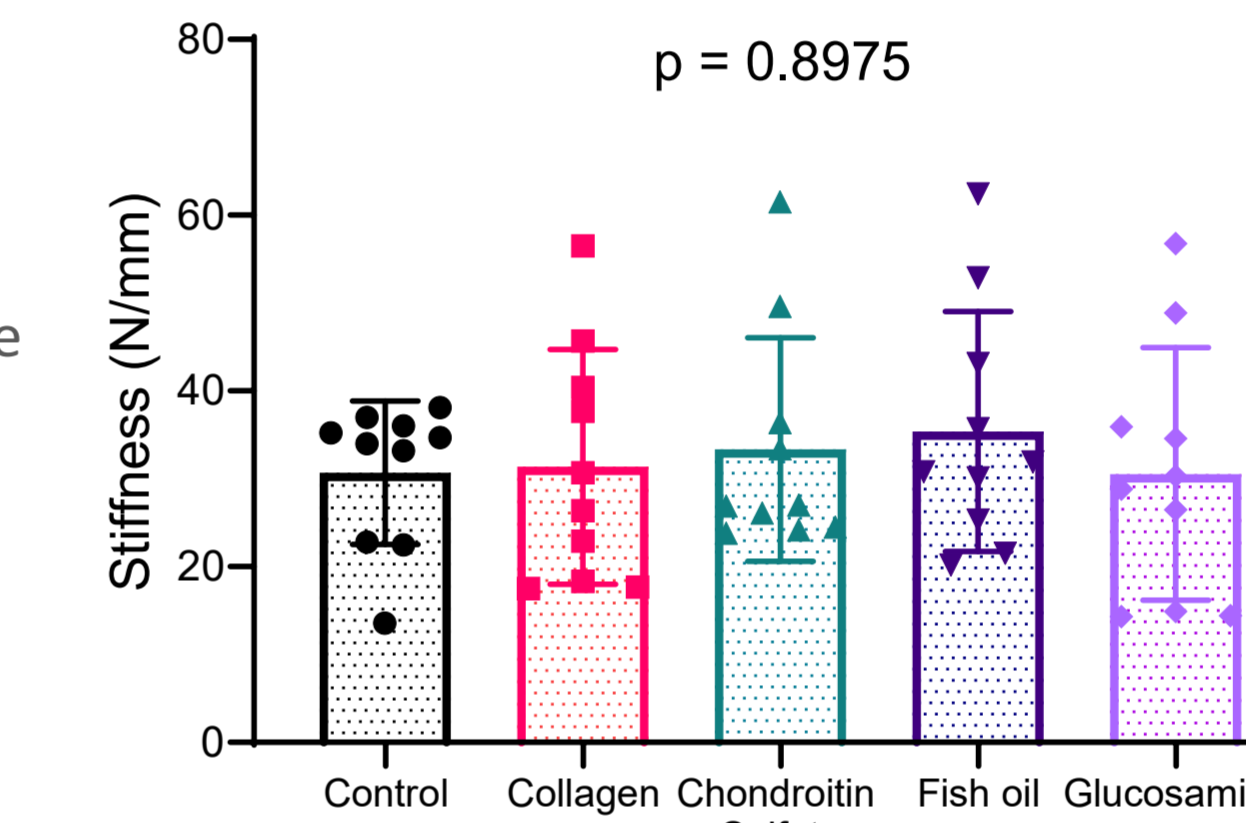 80
p = 0.8975
60
Stiffness (N/mm)
e
40
20
0
Control Collagen Chondroitin Fish oil Glucosami